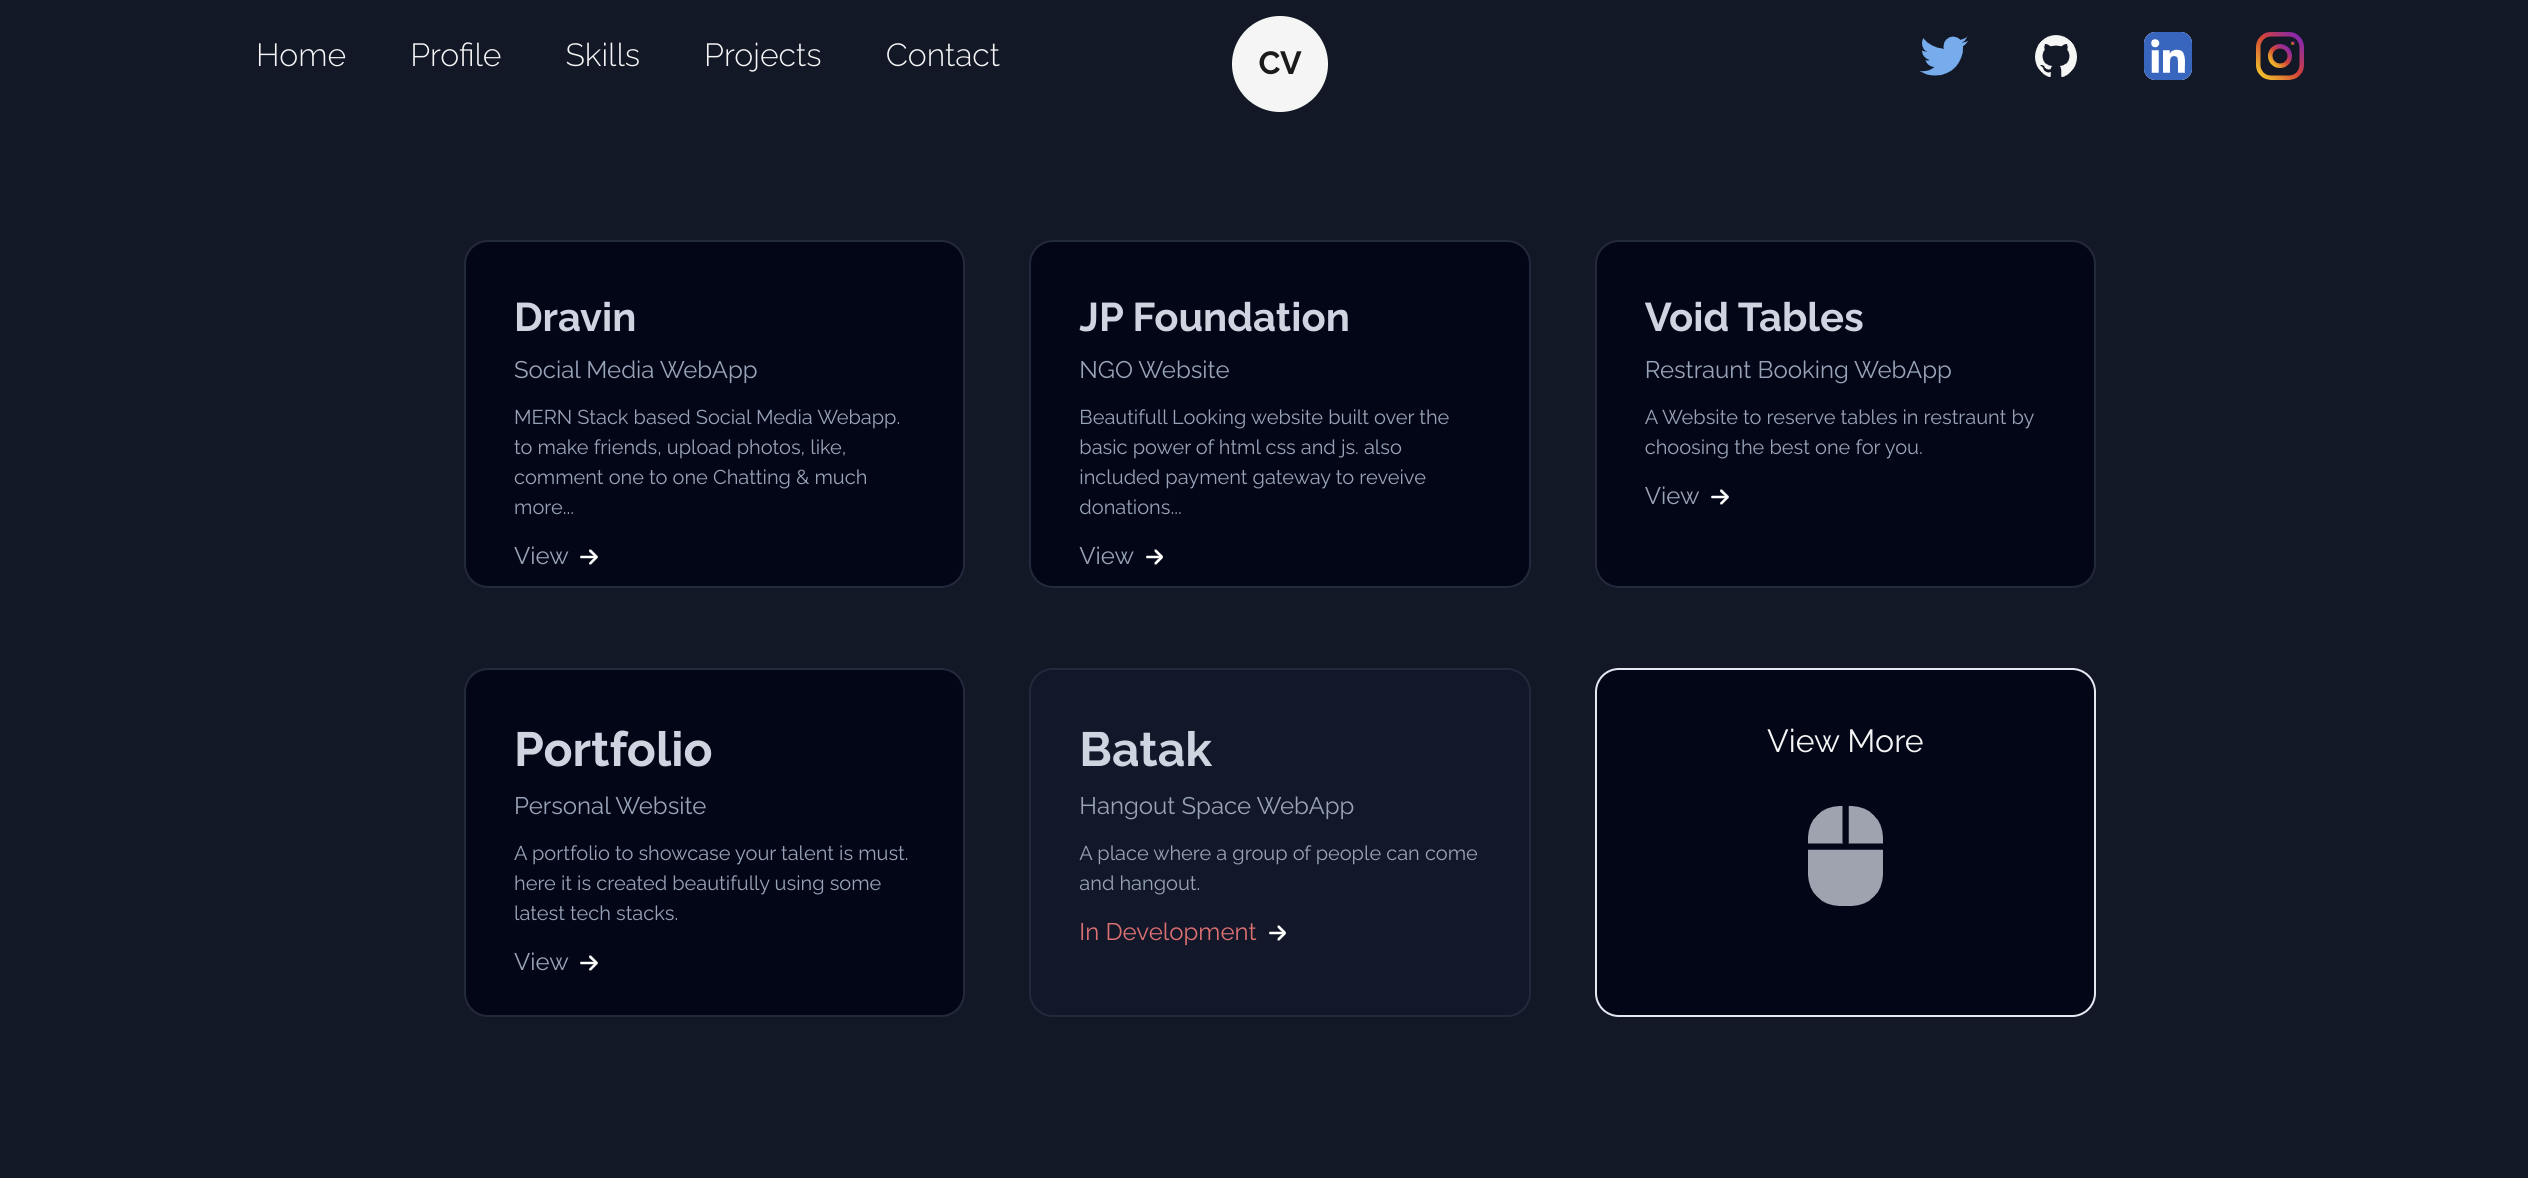 Home Profile Skills Projects Contact
CV
Dravin
Social Media WebApp
MERN Stack based Social Media Webapp.
to make friends, upload photos, like,
comment one to one Chatting & much
more...
View
JP Foundation
NGO Website
Beautifull Looking website built over the
basic power of html css and js. also
included payment gateway to reveive
donations...
View
Void Tables
Restraunt Booking WebApp
A Website to reserve tables in restraunt by
choosing the best one for you.
View
Portfolio
Personal Website
A portfolio to showcase your talent is must.
here it is created beautifully using some
latest tech stacks.
View
Batak
Hangout Space WebApp
A place where a group of people can come
and hangout.
In Development
View More